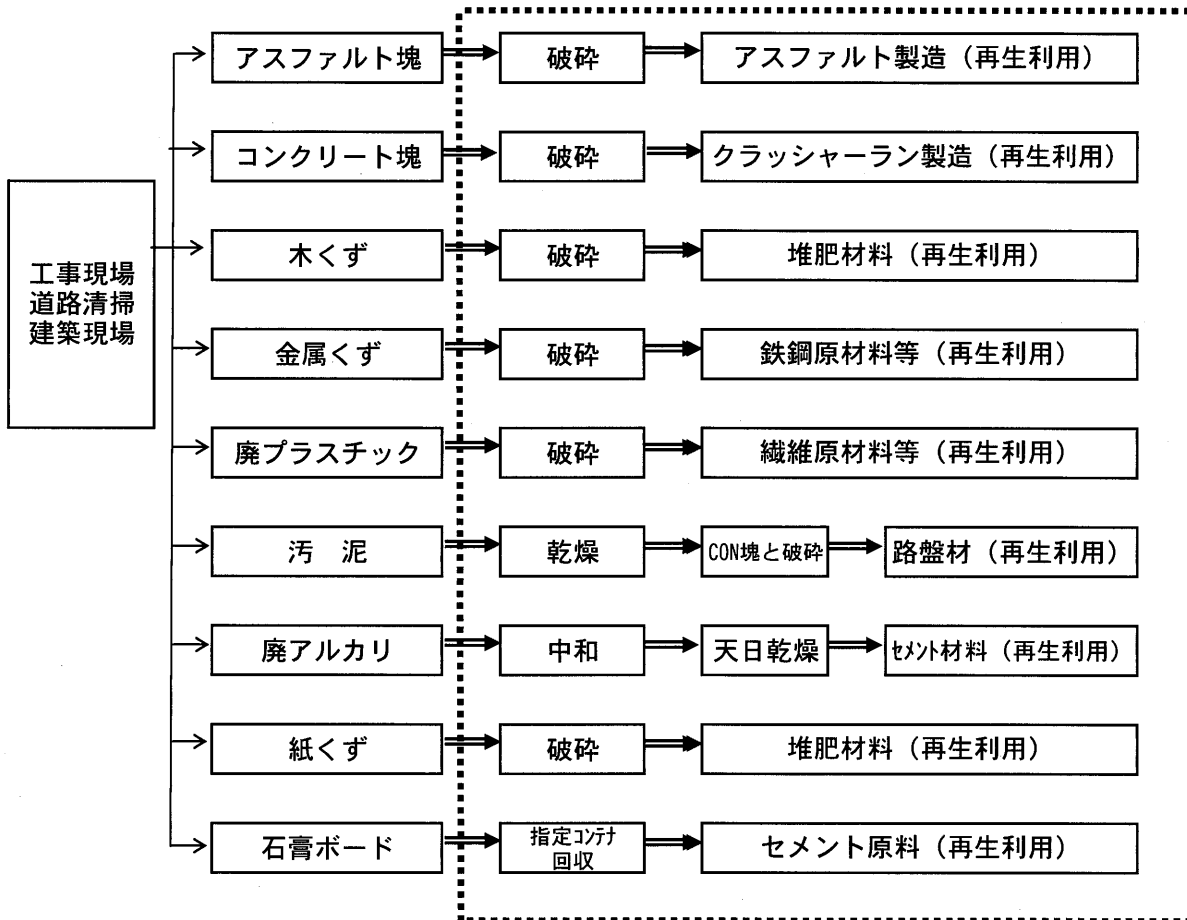 アスファルト塊
破砕
アスファルト製造（再生利用）
コンクリート塊
破砕
クラッシャーラン製造（再生利用）
工事現場
道路清掃
建築現場
木くず
破砕
堆肥材料（再生利用）
金属くず
破砕
鉄鋼原材料等（再生利用）
廃プラスチック
破砕
繊維原材料等（再生利用）
汚　泥
乾燥
CON塊と破砕
路盤材（再生利用）
廃アルカリ
中和
天日乾燥
ｾﾒﾝﾄ材料（再生利用）
紙くず
破砕
堆肥材料（再生利用）
石膏ボード
指定ｺﾝﾃﾅ
回収
セメント原料（再生利用）